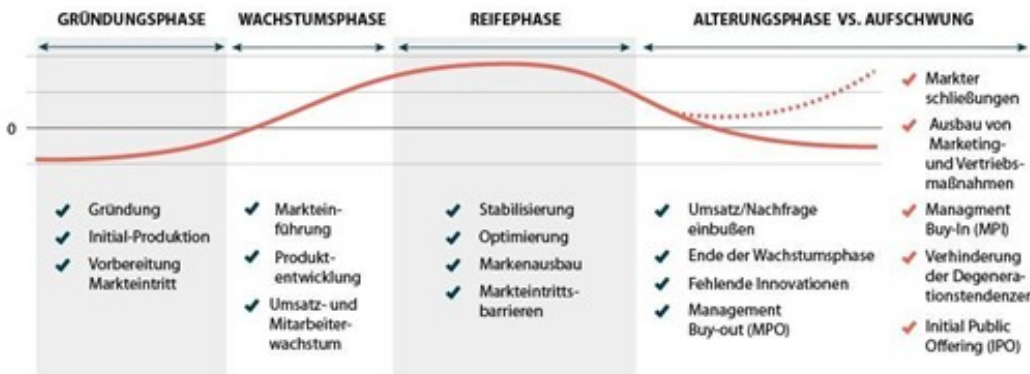 GRÜNDUNGSPHASE
WACHSTUMSPHASE
REIFEPHASE
ALTERUNGSPHASE VS. AUFSCHWUNG
0
Gründung
Initial-Produktion
Vorbereitung
Markteintritt
Marktein-
führung
Produkt-
entwicklung
Umsatz- und
Mitarbeiter-
wachstum
Stabilisierung
Optimierung
Markenausbau
Markteintritts-
barrieren
Umsatz/Nachfrage
einbußen
Ende der Wachstumsphase
Fehlende Innovationen
Management
Buy-out (MPO)
Markter
schließungen
Ausbau von
Marketing-
und Vertriebs-
maßnahmen
Managment
Buy-In (MPI)
Verhinderung
der Degenera-
tionstendenzen
Initial Public
Offering (IPO)